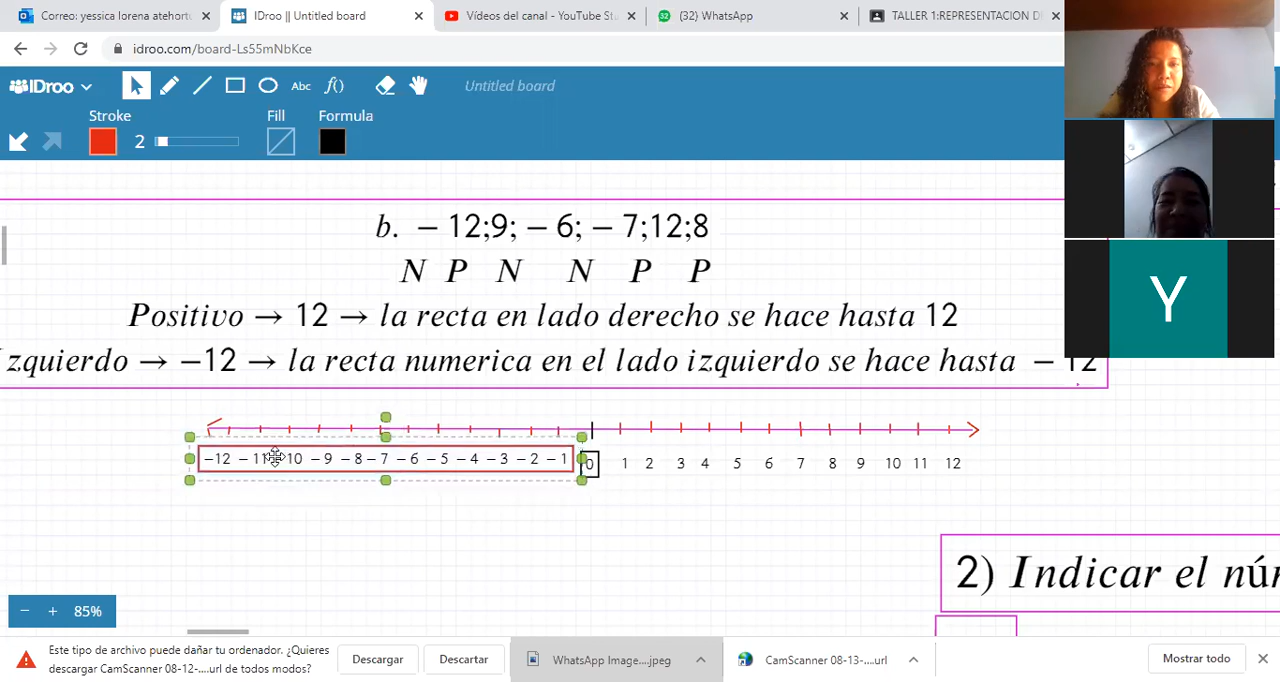 Correo: yessica lorena atehort
IDroo || Untitled board
Vídeos del canal - YouTube St
(32) WhatsApp
TALLER 1:REPRESENTACION D
idroo.com/board-Ls55mNbKce
IDroo
Abc
f()
Untitled board
Stroke
Fill
Formula
2
b. − 12;9; − 6; − 7;12;8
N P N N P P
Positivo → 12 → la recta en lado derecho se hace hasta 12
zquierdo → −12 → la recta numerica en el lado izquierdo se hace hasta − 12
−12 −11 −10 −9 −8 −7 −6 −5 −4 −3 −2 −1 0 1 2 3 4 5 6 7 8 9 10 11 12
2) Indicar el núm
Y
− + 85%
Este tipo de archivo puede dañar tu ordenador. ¿Quieres
descargar CamScanner 08-12-....url de todos modos?
Descargar
Descartar
WhatsApp Image....jpeg
CamScanner 08-13-....url
Mostrar todo